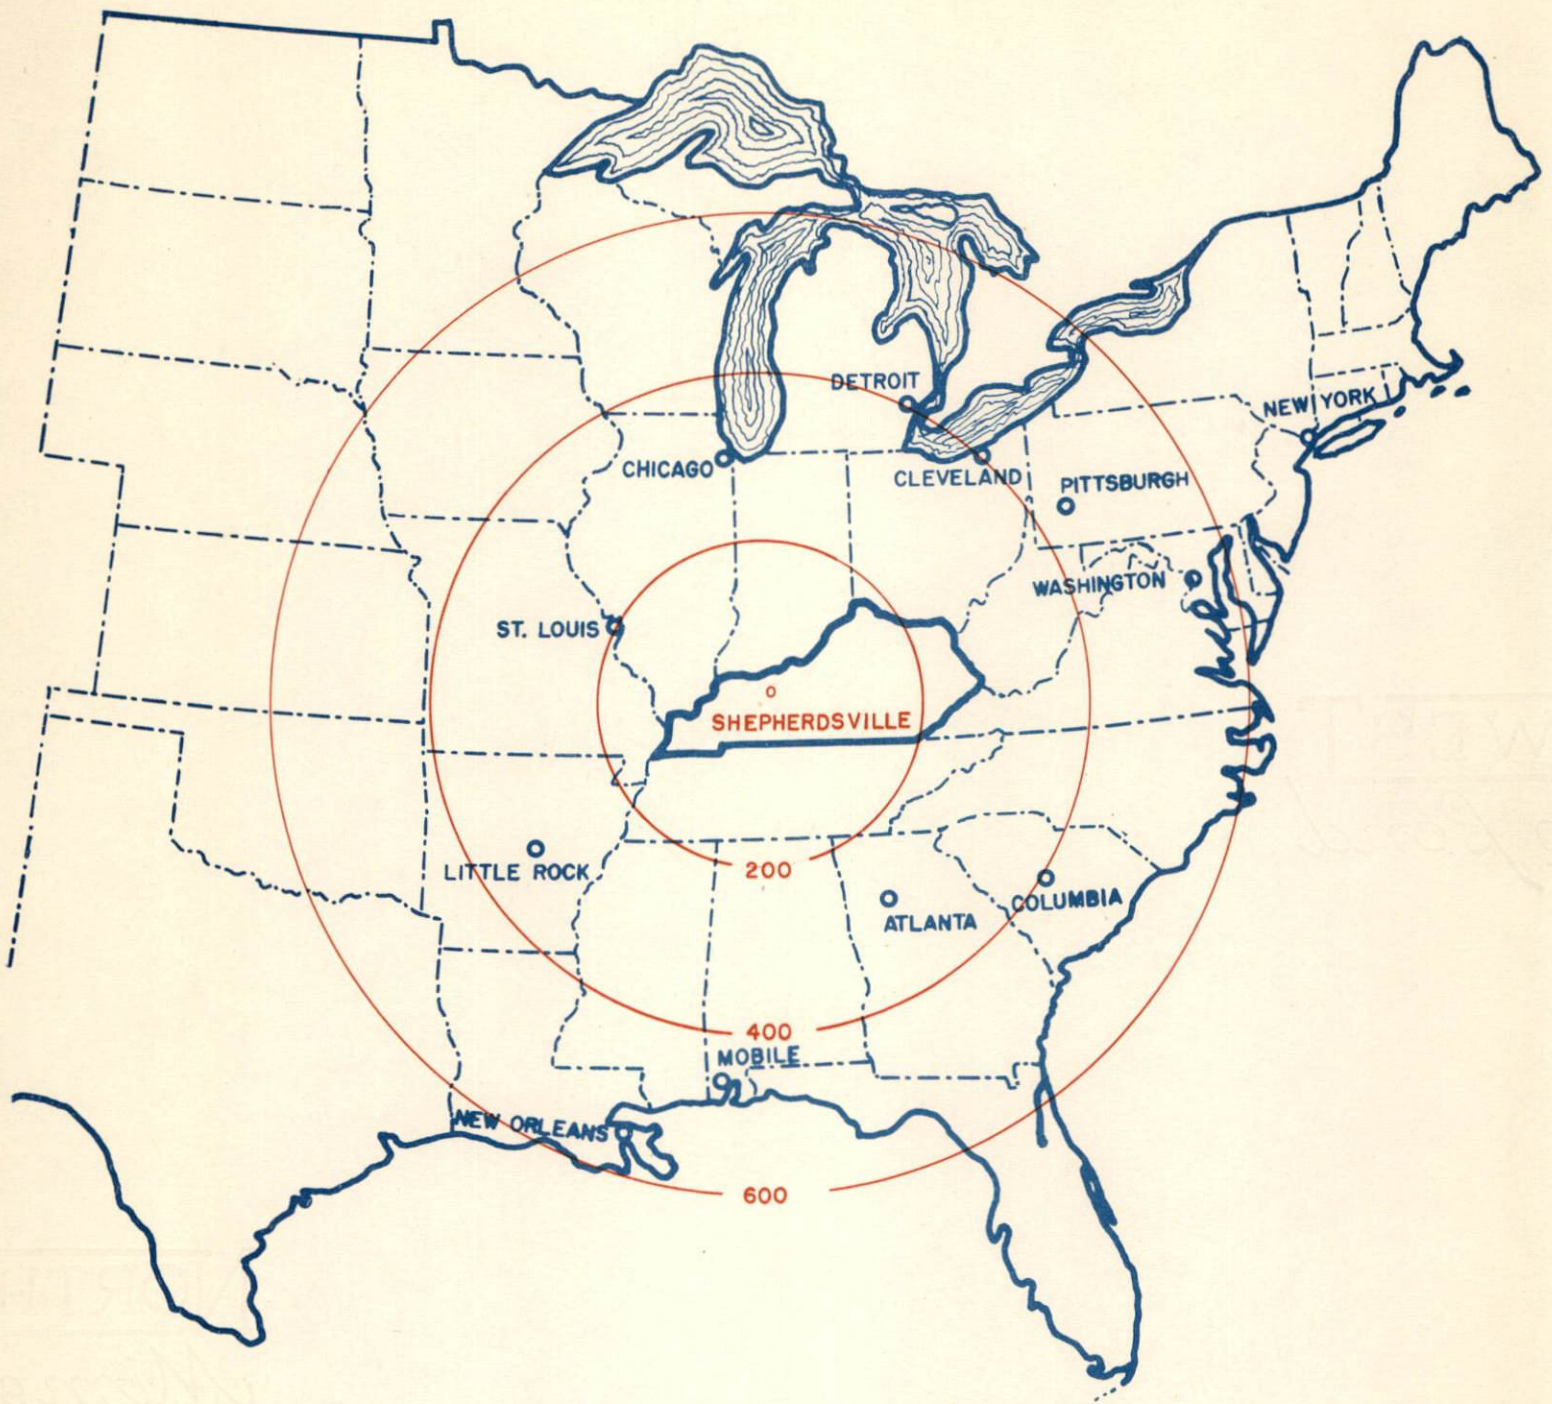 DETROIT
NEW YORK
CHICAGO
CLEVELAND
PITTSBURGH
WASHINGTON
ST. LOUIS
SHEPHERDSVILLE
200
LITTLE ROCK
COLUMBIA
ATLANTA
400
MOBILE
NEW ORLEANS
600